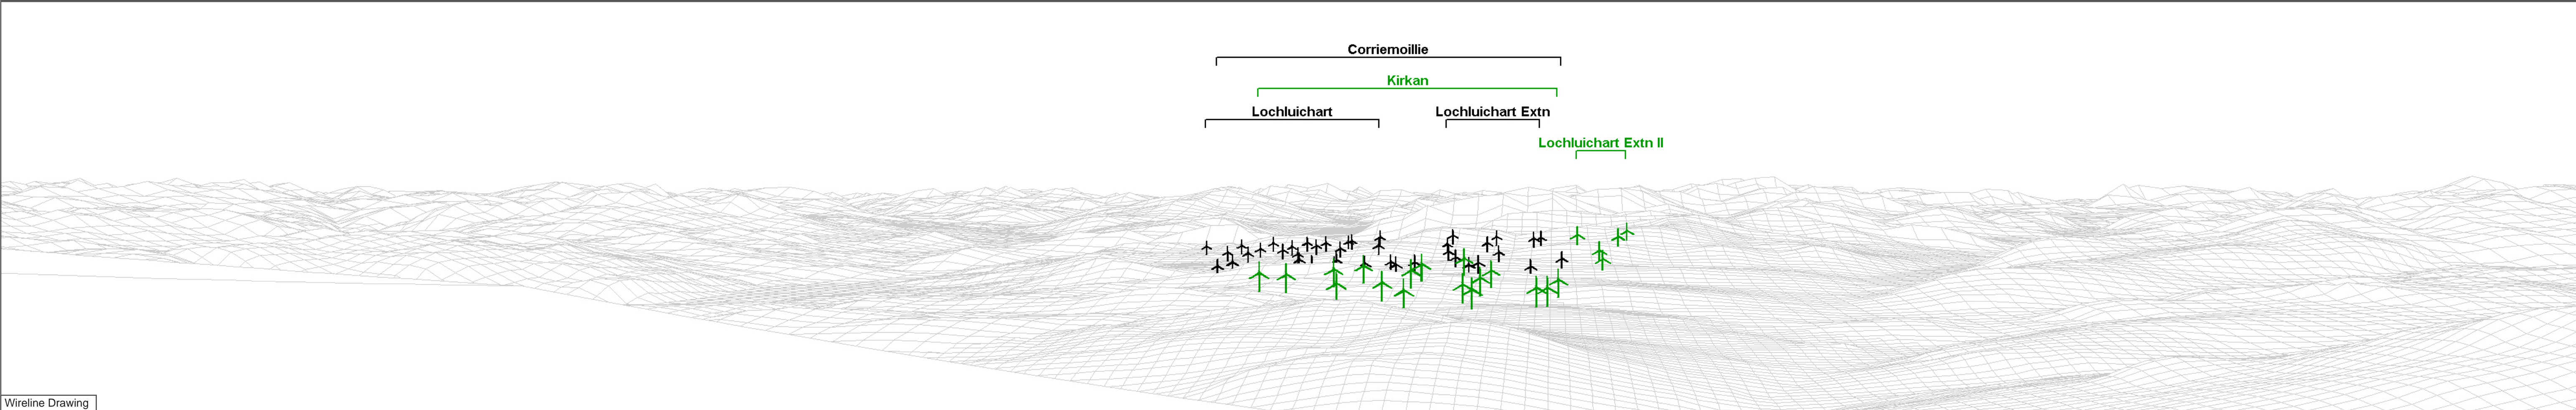 Corriemoillie
Kirkan
Lochluichart
Lochluichart Extn
Lochluichart Extn II
Wireline Drawing